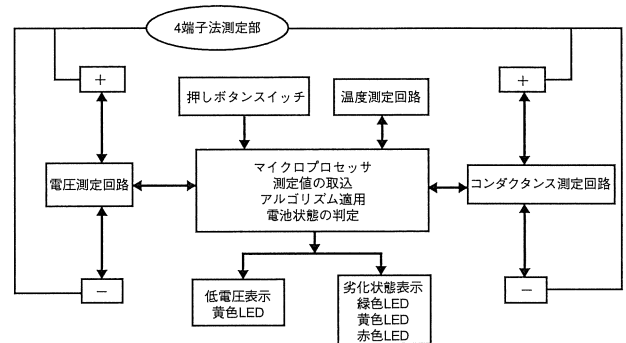 4端子法測定部
+
+
押しボタンスイッチ
温度測定回路
電圧測定回路
マイクロプロセッサ
測定値の取込
アルゴリズム適用
電池状態の判定
コンダクタンス測定回路
−
−
低電圧表示
黄色LED
劣化状態表示
緑色LED
黄色LED
赤色LED